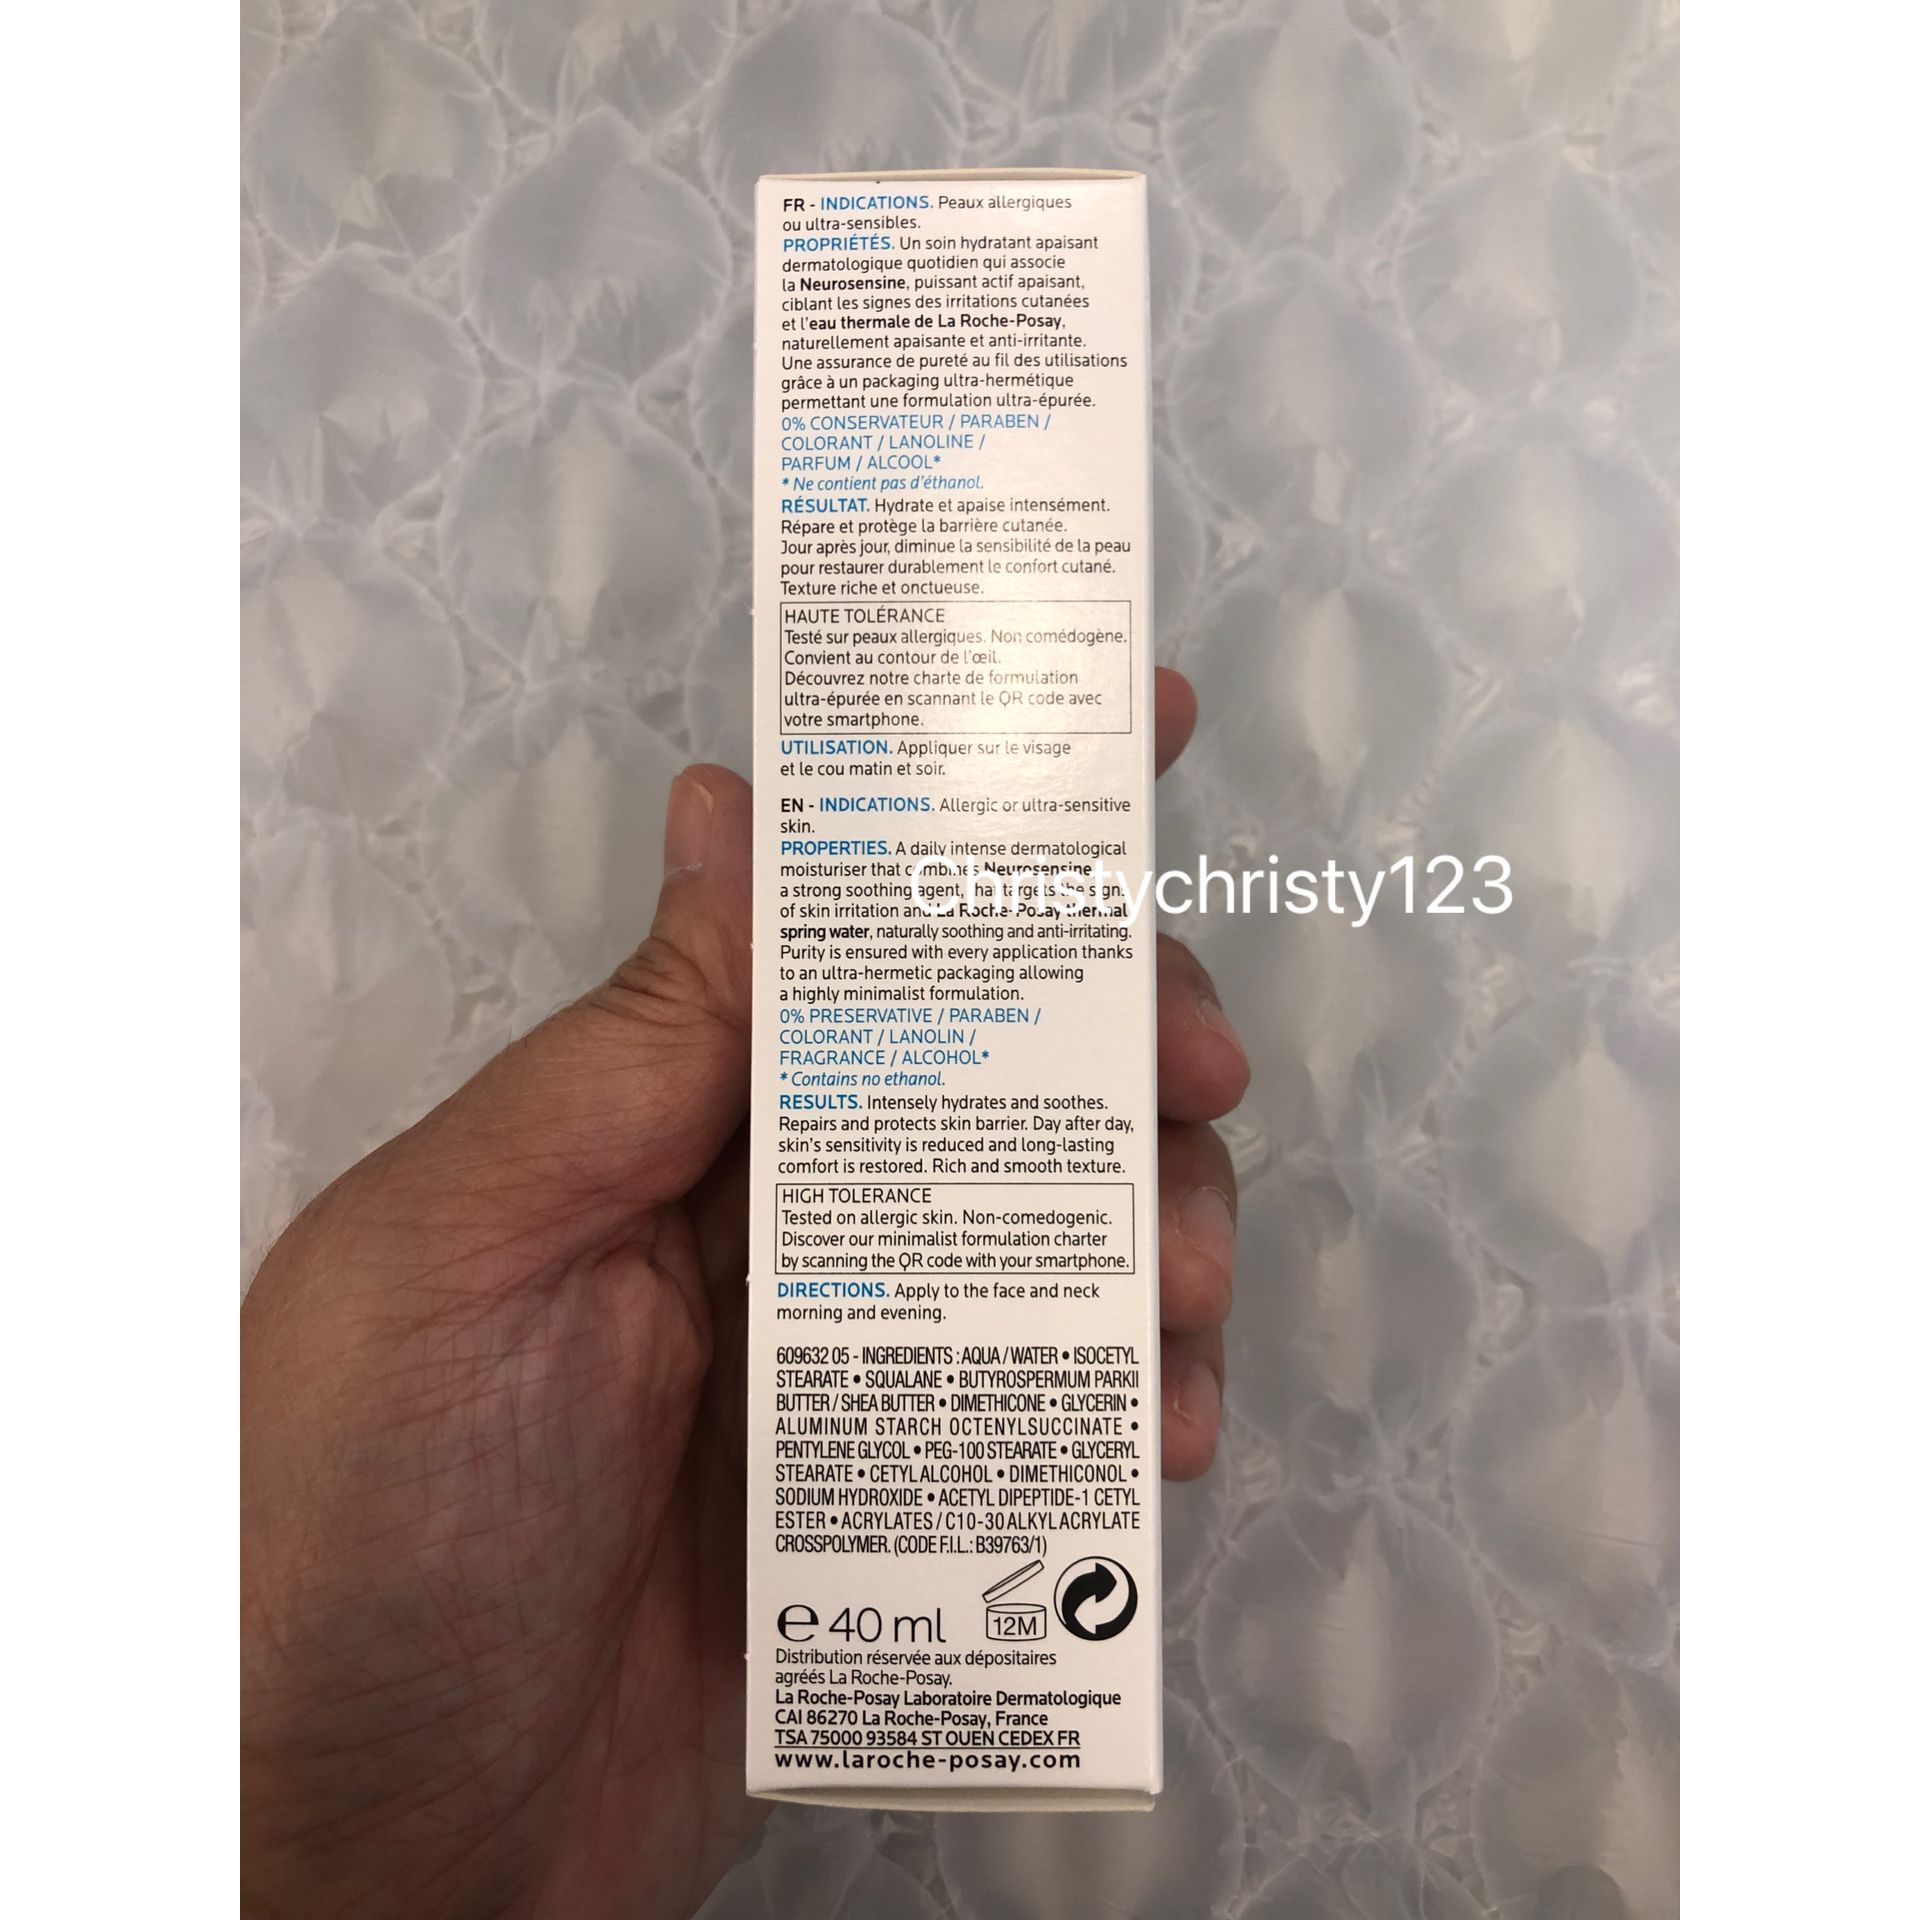 FR - INDICATIONS. Peaux allergiques
ou ultra-sensibles.
PROPRIÉTÉS. Un soin hydratant apaisant
dermatologique quotidien qui associe
la Neurosensine, puissant actif apaisant,
ciblant les signes des irritations cutanées
et l'eau thermale de La Roche-Posay,
naturellement apaisante et anti-irritante.
Une assurance de pureté au fil des utilisations
grâce à un packaging ultra-hermétique
permettant une formulation ultra-épurée.
0% CONSERVATEUR / PARABEN /
COLORANT / LANOLINE /
PARFUM / ALCOOL*
* Ne contient pas d'éthanol.
RÉSULTAT. Hydrate et apaise intensément.
Répare et protège la barrière cutanée.
Jour après jour, diminue la sensibilité de la peau
pour restaurer durablement le confort cutané.
Texture riche et onctueuse.
HAUTE TOLÉRANCE
Testé sur peaux allergiques. Non comédogène.
Convient au contour de l'œil.
Découvrez notre charte de formulation
ultra-épurée en scannant le QR code avec
votre smartphone.
UTILISATION. Appliquer sur le visage
et le cou matin et soir.
EN - INDICATIONS. Allergic or ultra-sensitive
skin.
PROPERTIES. A daily intense dermatological
moisturiser that combines Neurosensine,
a strong soothing agent, that targets the signs
of skin irritation and La Roche-Posay thermal
spring water, naturally soothing and anti-irritating.
Purity is ensured with every application thanks
to an ultra-hermetic packaging allowing
a highly minimalist formulation.
0% PRESERVATIVE / PARABEN /
COLORANT / LANOLIN /
FRAGRANCE / ALCOHOL*
* Contains no ethanol.
RESULTS. Intensely hydrates and soothes.
Repairs and protects skin barrier. Day after day,
skin's sensitivity is reduced and long-lasting
comfort is restored. Rich and smooth texture.
HIGH TOLERANCE
Tested on allergic skin. Non-comedogenic.
Discover our minimalist formulation charter
by scanning the QR code with your smartphone.
DIRECTIONS. Apply to the face and neck
morning and evening.
609632 05 - INGREDIENTS : AQUA / WATER • ISOCETYL
STEARATE • SQUALANE • BUTYROSPERMUM PARKII
BUTTER / SHEA BUTTER • DIMETHICONE • GLYCERIN •
ALUMINUM STARCH OCTENYLSUCCINATE •
PENTYLENE GLYCOL • PEG-100 STEARATE • GLYCERYL
STEARATE • CETYL ALCOHOL • DIMETHICONOL •
SODIUM HYDROXIDE • ACETYL DIPEPTIDE-1 CETYL
ESTER • ACRYLATES / C10-30 ALKYL ACRYLATE
CROSSPOLYMER. (CODE F.I.L.: B39763/1)
℮ 40 ml
12M
Distribution réservée aux dépositaires
agréés La Roche-Posay.
La Roche-Posay Laboratoire Dermatologique
CAI 86270 La Roche-Posay, France
TSA 75000 93584 ST OUEN CEDEX FR
www.laroche-posay.com
Christychristy123